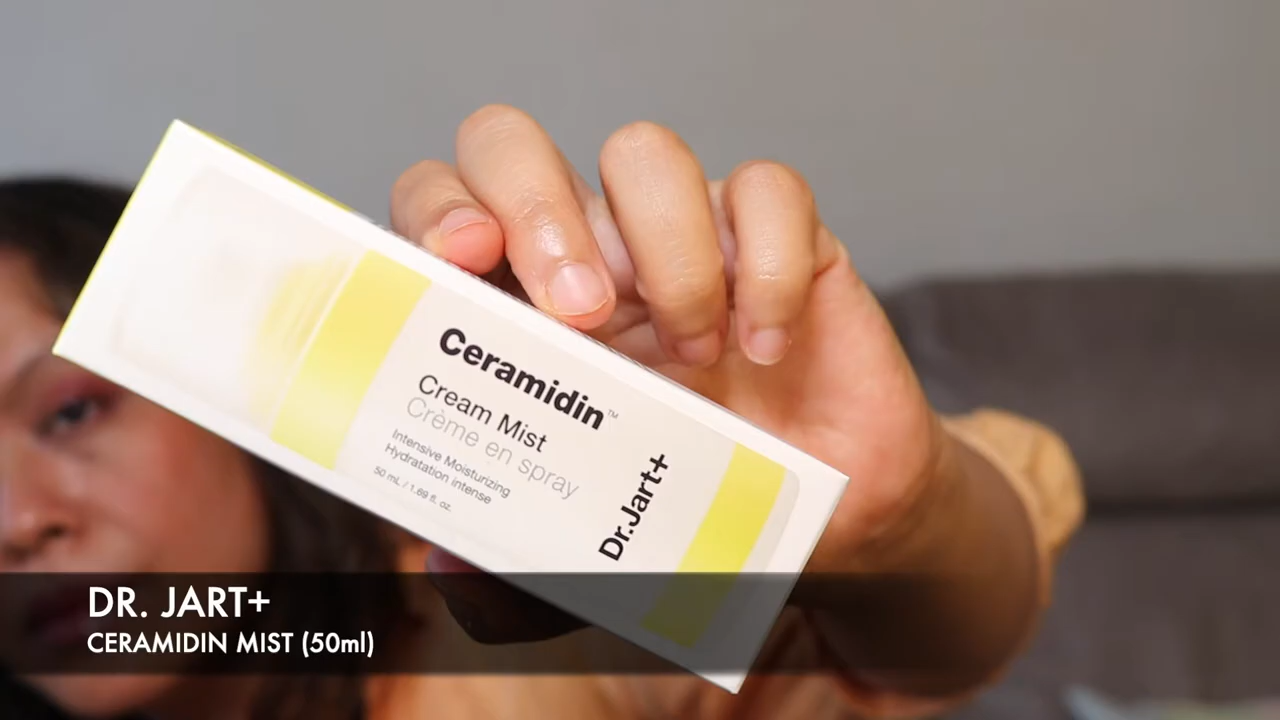 Ceramidin™
Cream Mist
Crème en spray
Intensive Moisturizing
Hydratation intense
50 mL / 1.69 fl. oz.
Dr.Jart+
DR. JART+
CERAMIDIN MIST (50ml)